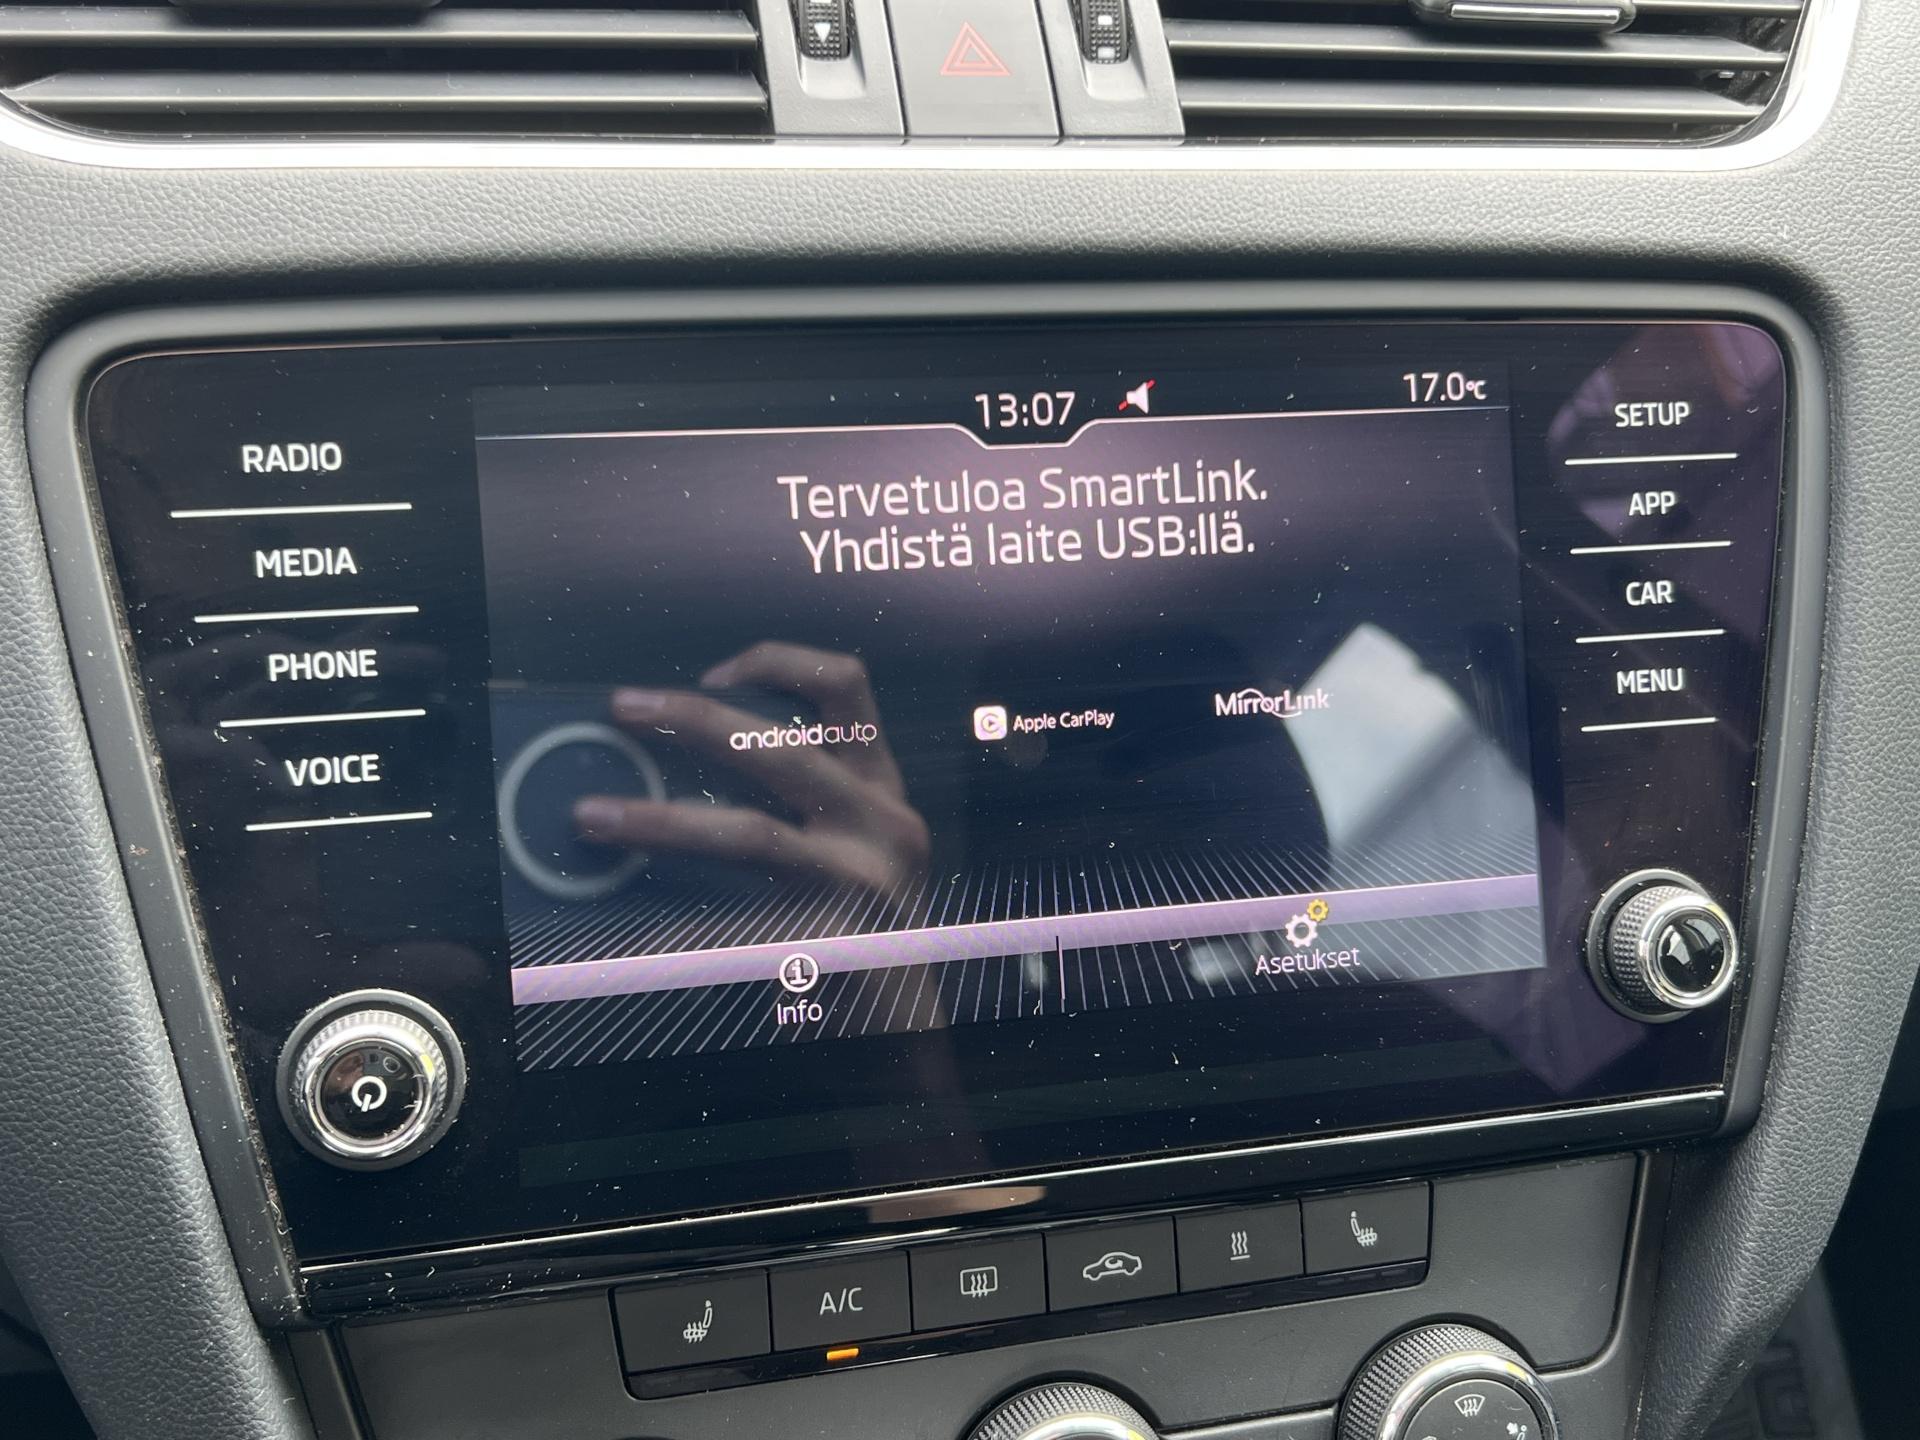 13:07
17.0°C
Tervetuloa SmartLink.
Yhdistä laite USB:llä.
androidauto
Apple CarPlay
MirrorLink
Info
Asetukset
RADIO
MEDIA
PHONE
VOICE
SETUP
APP
CAR
MENU
A/C